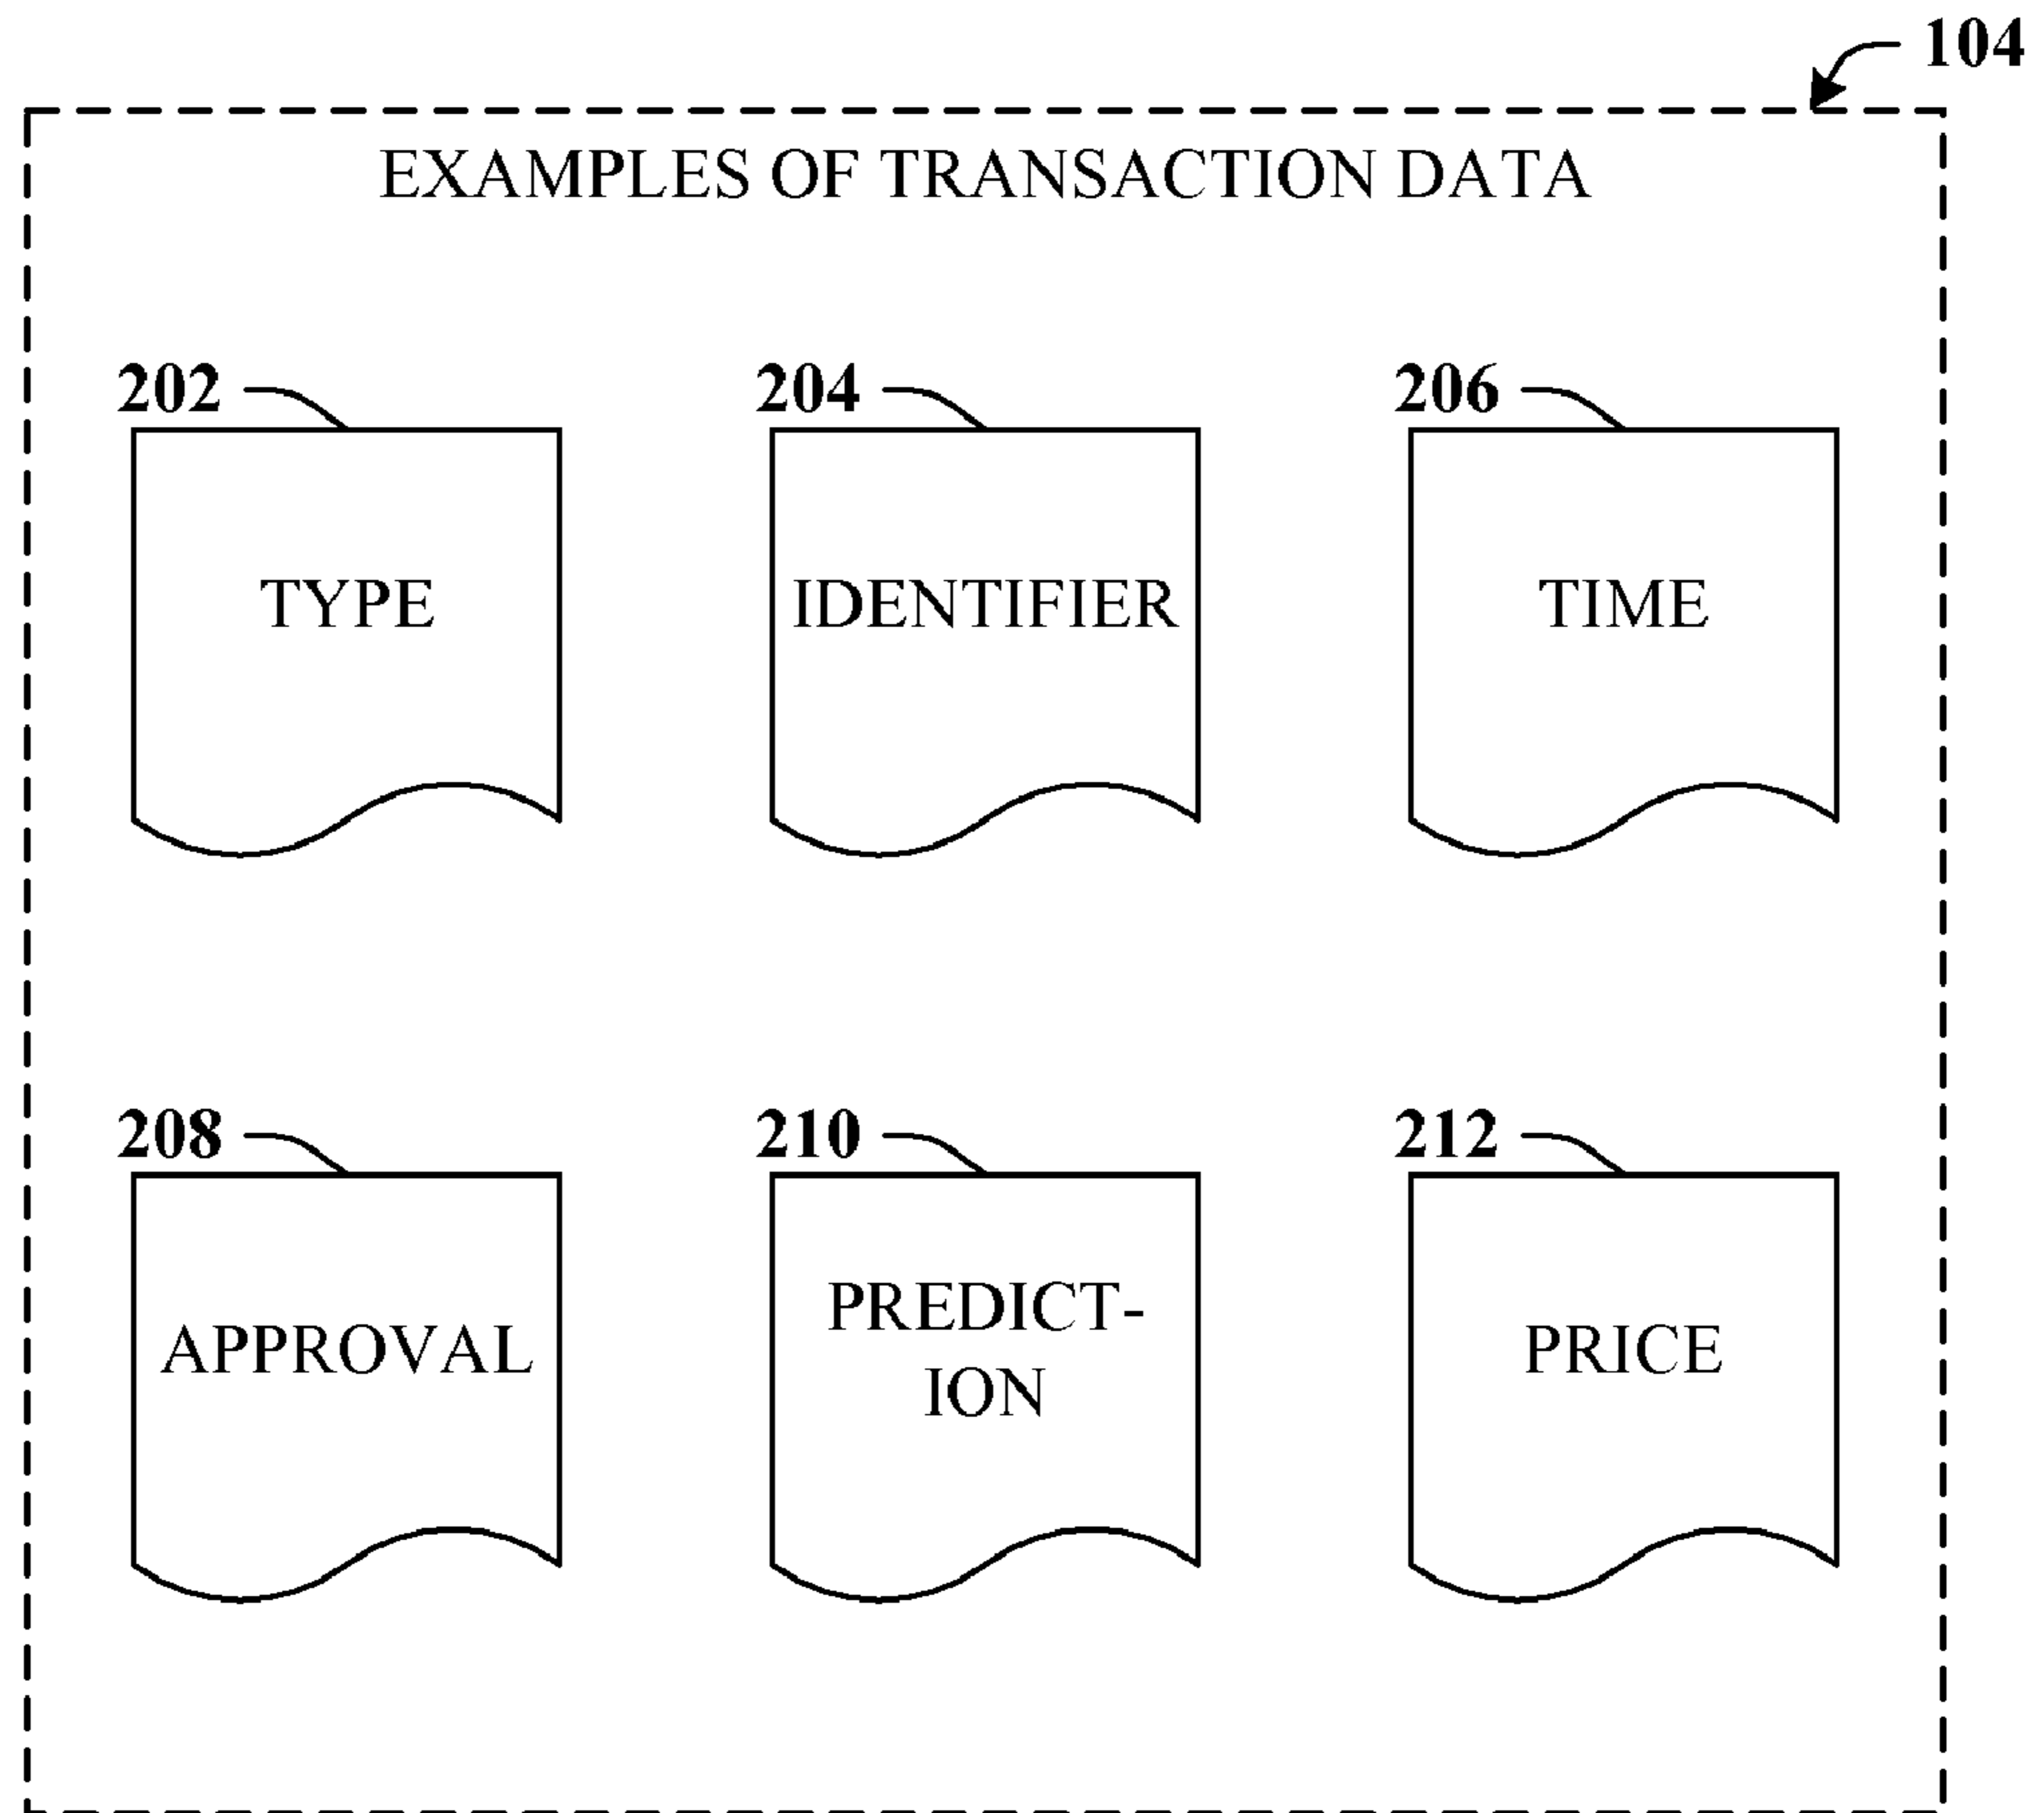 104
EXAMPLES OF TRANSACTION DATA
202 204 206
TYPE IDENTIFIER TIME
208 210 212
APPROVAL PREDICT-
ION PRICE